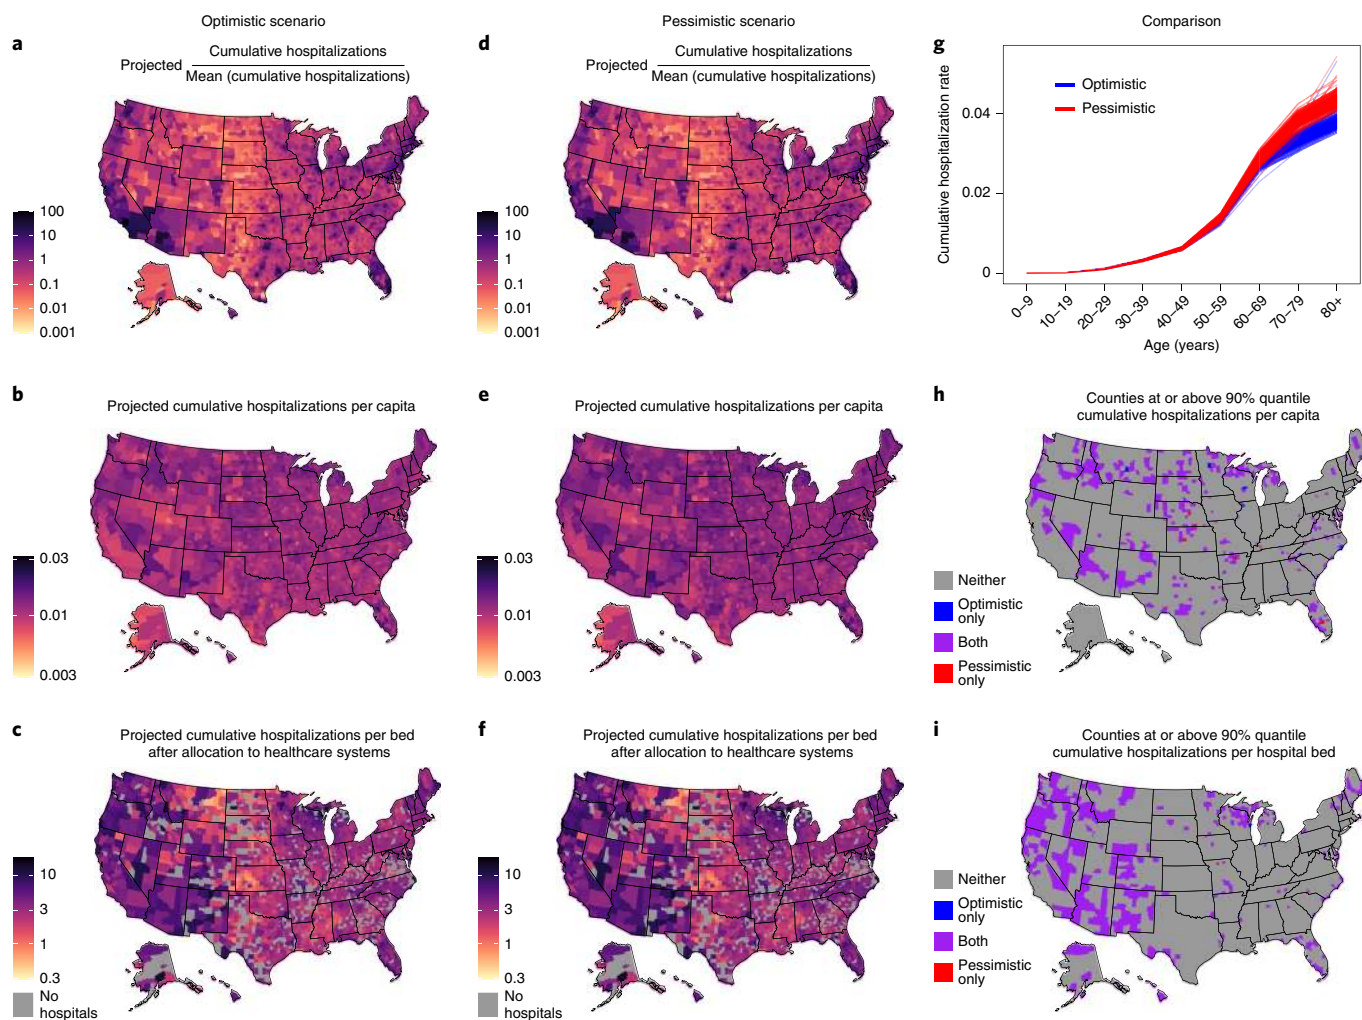 Optimistic scenario
a
Projected
Cumulative hospitalizations
Mean (cumulative hospitalizations)
100
10
1
0.1
0.01
0.001
b
Projected cumulative hospitalizations per capita
0.03
0.01
0.003
c
Projected cumulative hospitalizations per bed
after allocation to healthcare systems
10
3
1
0.3
No
hospitals
Pessimistic scenario
d
Projected
Cumulative hospitalizations
Mean (cumulative hospitalizations)
100
10
1
0.1
0.01
0.001
e
Projected cumulative hospitalizations per capita
0.03
0.01
0.003
f
Projected cumulative hospitalizations per bed
after allocation to healthcare systems
10
3
1
0.3
No
hospitals
Comparison
g
Cumulative hospitalization rate
0.04
0.02
0
Optimistic
Pessimistic
0–9
10–19
20–29
30–39
40–49
50–59
60–69
70–79
80+
Age (years)
h
Counties at or above 90% quantile
cumulative hospitalizations per capita
Neither
Optimistic
only
Both
Pessimistic
only
i
Counties at or above 90% quantile
cumulative hospitalizations per hospital bed
Neither
Optimistic
only
Both
Pessimistic
only